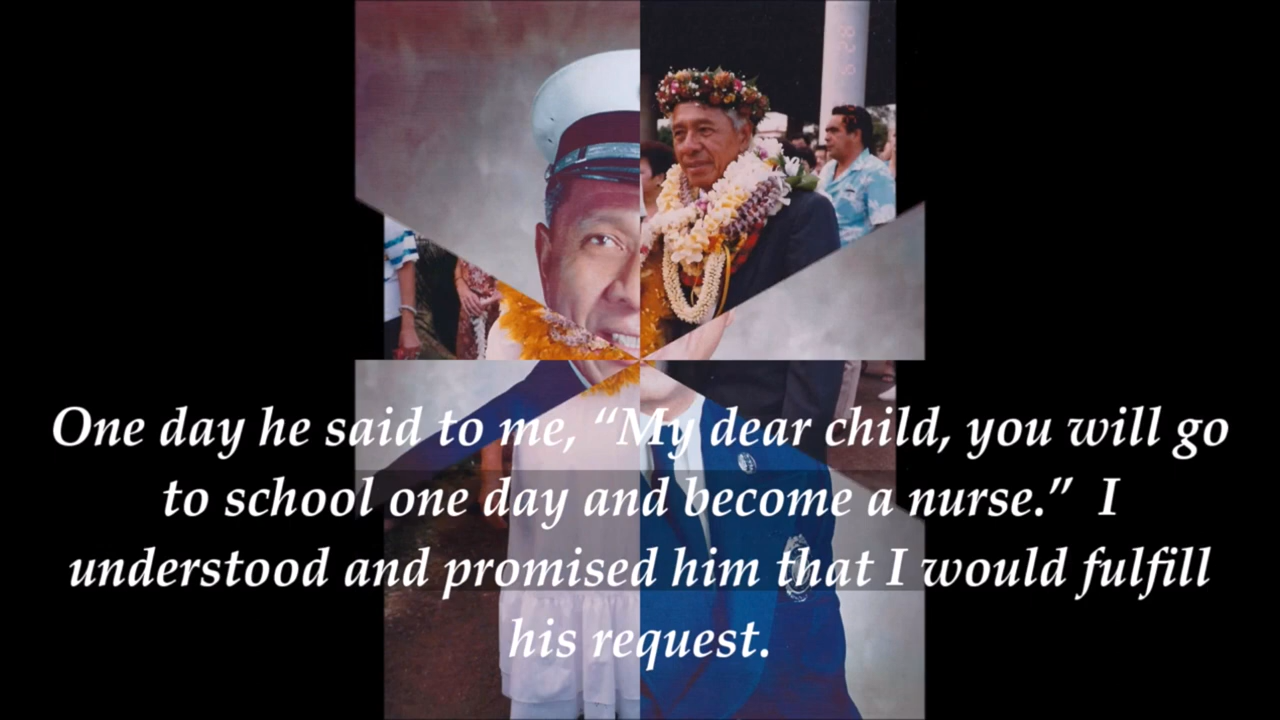 One day he said to me, “My dear child, you will go
to school one day and become a nurse.”  I
understood and promised him that I would fulfill
his request.